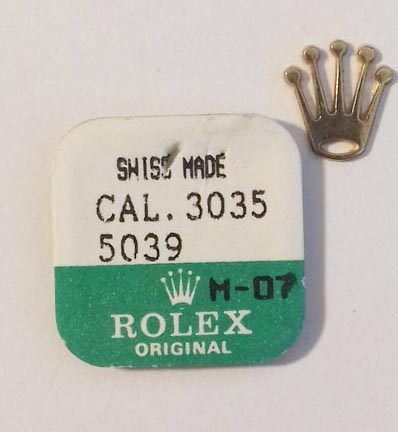 SWISS MADE
CAL. 3035
5039
M-07
ROLEX
ORIGINAL